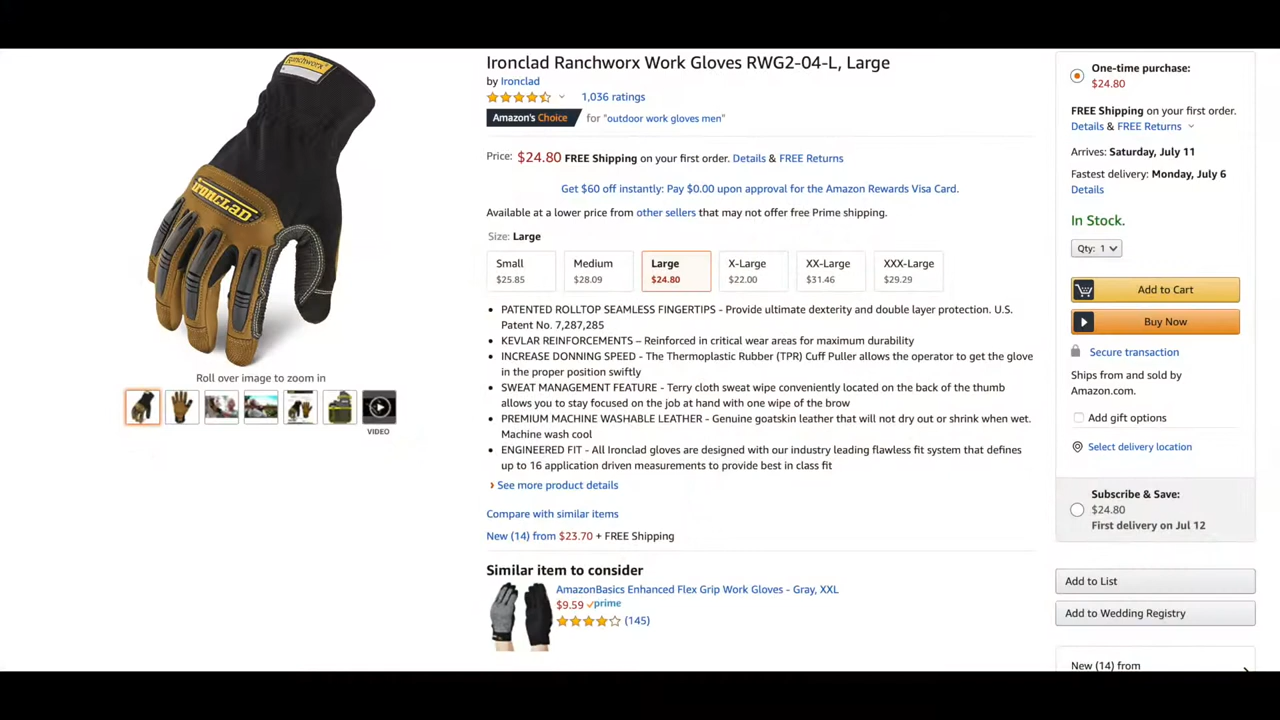 Ranchworx
IRONCLAD
Roll over image to zoom in
VIDEO
Ironclad Ranchworx Work Gloves RWG2-04-L, Large
by Ironclad
1,036 ratings
Amazon's Choice for "outdoor work gloves men"
Price: $24.80 FREE Shipping on your first order. Details & FREE Returns
Get $60 off instantly: Pay $0.00 upon approval for the Amazon Rewards Visa Card.
Available at a lower price from other sellers that may not offer free Prime shipping.
Size: Large
Small Medium Large X-Large XX-Large XXX-Large
$25.85 $28.09 $24.80 $22.00 $31.46 $29.29
• PATENTED ROLLTOP SEAMLESS FINGERTIPS - Provide ultimate dexterity and double layer protection. U.S.
Patent No. 7,287,285
• KEVLAR REINFORCEMENTS – Reinforced in critical wear areas for maximum durability
• INCREASE DONNING SPEED - The Thermoplastic Rubber (TPR) Cuff Puller allows the operator to get the glove
in the proper position swiftly
• SWEAT MANAGEMENT FEATURE - Terry cloth sweat wipe conveniently located on the back of the thumb
allows you to stay focused on the job at hand with one wipe of the brow
• PREMIUM MACHINE WASHABLE LEATHER - Genuine goatskin leather that will not dry out or shrink when wet.
Machine wash cool
• ENGINEERED FIT - All Ironclad gloves are designed with our industry leading flawless fit system that defines
up to 16 application driven measurements to provide best in class fit
› See more product details
Compare with similar items
New (14) from $23.70 + FREE Shipping
Similar item to consider
AmazonBasics Enhanced Flex Grip Work Gloves - Gray, XXL
$9.59 prime
(145)
One-time purchase:
$24.80
FREE Shipping on your first order.
Details & FREE Returns
Arrives: Saturday, July 11
Fastest delivery: Monday, July 6
Details
In Stock.
Qty: 1
Add to Cart
Buy Now
Secure transaction
Ships from and sold by
Amazon.com.
Add gift options
Select delivery location
Subscribe & Save:
$24.80
First delivery on Jul 12
Add to List
Add to Wedding Registry
New (14) from